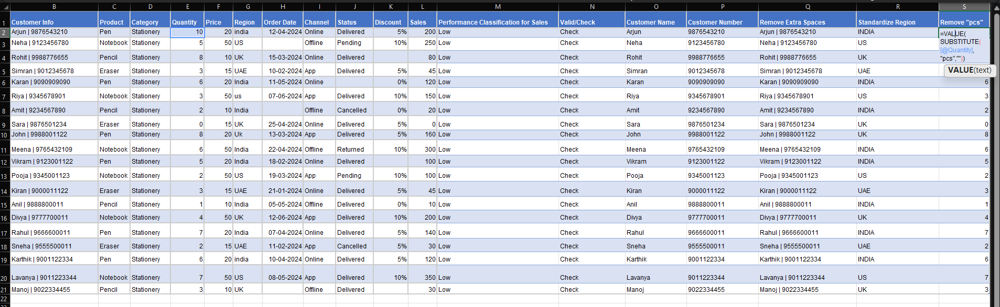 B C D E F G H I J K L M N O P Q R S
1 Customer Info Product Category Quantity Price Region Order Date Channel Status Discount Sales Performance Classification for Sales Valid/Check Customer Name Customer Number Remove Extra Spaces Standardize Region Remove "pcs"
2 Arjun | 9876543210 Pen Stationery 10 20 india 12-04-2024 Online Delivered 5% 200 Low Check Arjun 9876543210 Arjun | 9876543210 INDIA =VALUE(
SUBSTITUTE(
[@Quantity],
"pcs",""))
VALUE(text)
3 Neha | 9123456780 Notebook Stationery 5 50 US Offline Pending 10% 250 Low Check Neha 9123456780 Neha | 9123456780 US
4 Rohit | 9988776655 Pencil Stationery 8 10 UK 15-03-2024 Online Delivered 80 Low Check Rohit 9988776655 Rohit | 9988776655 UK
5 Simran | 9012345678 Eraser Stationery 3 15 UAE 10-02-2024 App Delivered 5% 45 Low Check Simran 9012345678 Simran | 9012345678 UAE
6 Karan | 9090909090 Pen Stationery 6 20 India 11-05-2024 Online 0% 120 Low Check Karan 9090909090 Karan | 9090909090 INDIA 6
7 Riya | 9345678901 Notebook Stationery 3 50 us 07-06-2024 App Delivered 10% 150 Low Check Riya 9345678901 Riya | 9345678901 US 3
8 Amit | 9234567890 Pencil Stationery 2 10 India Offline Cancelled 0% 20 Low Check Amit 9234567890 Amit | 9234567890 INDIA 2
9 Sara | 9876501234 Eraser Stationery 0 15 UK 25-04-2024 Online Delivered 5% 0 Low Check Sara 9876501234 Sara | 9876501234 UK 0
10 John | 9988001122 Pen Stationery 8 20 Uk 13-03-2024 App Delivered 5% 160 Low Check John 9988001122 John | 9988001122 UK 8
11 Meena | 9765432109 Notebook Stationery 6 50 India 22-04-2024 Offline Returned 10% 300 Low Check Meena 9765432109 Meena | 9765432109 INDIA 6
12 Vikram | 9123001122 Pen Stationery 5 20 India 18-02-2024 Online Delivered 100 Low Check Vikram 9123001122 Vikram | 9123001122 INDIA 5
13 Pooja | 9345001123 Notebook Stationery 2 50 US 19-03-2024 App Pending 10% 100 Low Check Pooja 9345001123 Pooja | 9345001123 US 2
14 Kiran | 9000011122 Eraser Stationery 3 15 UAE 21-01-2024 Online Delivered 5% 45 Low Check Kiran 9000011122 Kiran | 9000011122 UAE 3
15 Anil | 9888800011 Pencil Stationery 1 10 India 05-05-2024 Offline Delivered 0% 10 Low Check Anil 9888800011 Anil | 9888800011 INDIA 1
16 Divya | 9777700011 Notebook Stationery 4 50 UK 12-06-2024 App Delivered 10% 200 Low Check Divya 9777700011 Divya | 9777700011 UK 4
17 Rahul | 9666600011 Pen Stationery 7 20 India 07-04-2024 Online Delivered 5% 140 Low Check Rahul 9666600011 Rahul | 9666600011 INDIA 7
18 Sneha | 9555500011 Eraser Stationery 2 15 UAE 11-02-2024 App Cancelled 5% 30 Low Check Sneha 9555500011 Sneha | 9555500011 UAE 2
19 Karthik | 9001122334 Pen Stationery 6 20 india 10-04-2024 Online Delivered 5% 120 Low Check Karthik 9001122334 Karthik | 9001122334 INDIA 6
20 Lavanya | 9011223344 Notebook Stationery 7 50 US 08-05-2024 App Delivered 10% 350 Low Check Lavanya 9011223344 Lavanya | 9011223344 US 7
21 Manoj | 9022334455 Pencil Stationery 3 10 UK Offline Delivered 30 Low Check Manoj 9022334455 Manoj | 9022334455 UK 3
22